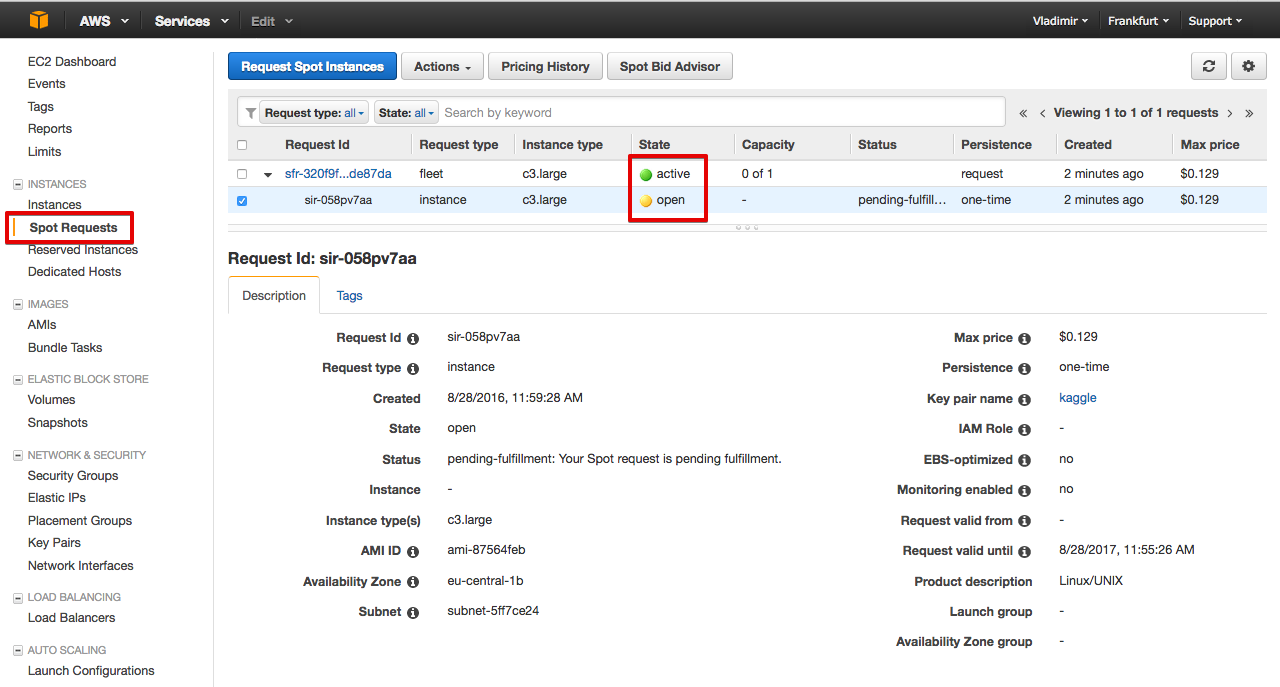 AWS Services Edit Vladimir Frankfurt Support
EC2 Dashboard
Events
Tags
Reports
Limits
INSTANCES
Instances
Spot Requests
Reserved Instances
Dedicated Hosts
IMAGES
AMIs
Bundle Tasks
ELASTIC BLOCK STORE
Volumes
Snapshots
NETWORK & SECURITY
Security Groups
Elastic IPs
Placement Groups
Key Pairs
Network Interfaces
LOAD BALANCING
Load Balancers
AUTO SCALING
Launch Configurations
Request Spot Instances Actions Pricing History Spot Bid Advisor
Request type: all State: all Search by keyword Viewing 1 to 1 of 1 requests
Request Id Request type Instance type State Capacity Status Persistence Created Max price
sfr-320f9f...de87da fleet c3.large active 0 of 1 request 2 minutes ago $0.129
sir-058pv7aa instance c3.large open - pending-fulfill... one-time 2 minutes ago $0.129
Request Id: sir-058pv7aa
Description Tags
Request Id sir-058pv7aa
Request type instance
Created 8/28/2016, 11:59:28 AM
State open
Status pending-fulfillment: Your Spot request is pending fulfillment.
Instance -
Instance type(s) c3.large
AMI ID ami-87564feb
Availability Zone eu-central-1b
Subnet subnet-5ff7ce24
Max price $0.129
Persistence one-time
Key pair name kaggle
IAM Role -
EBS-optimized no
Monitoring enabled no
Request valid from -
Request valid until 8/28/2017, 11:55:26 AM
Product description Linux/UNIX
Launch group -
Availability Zone group -